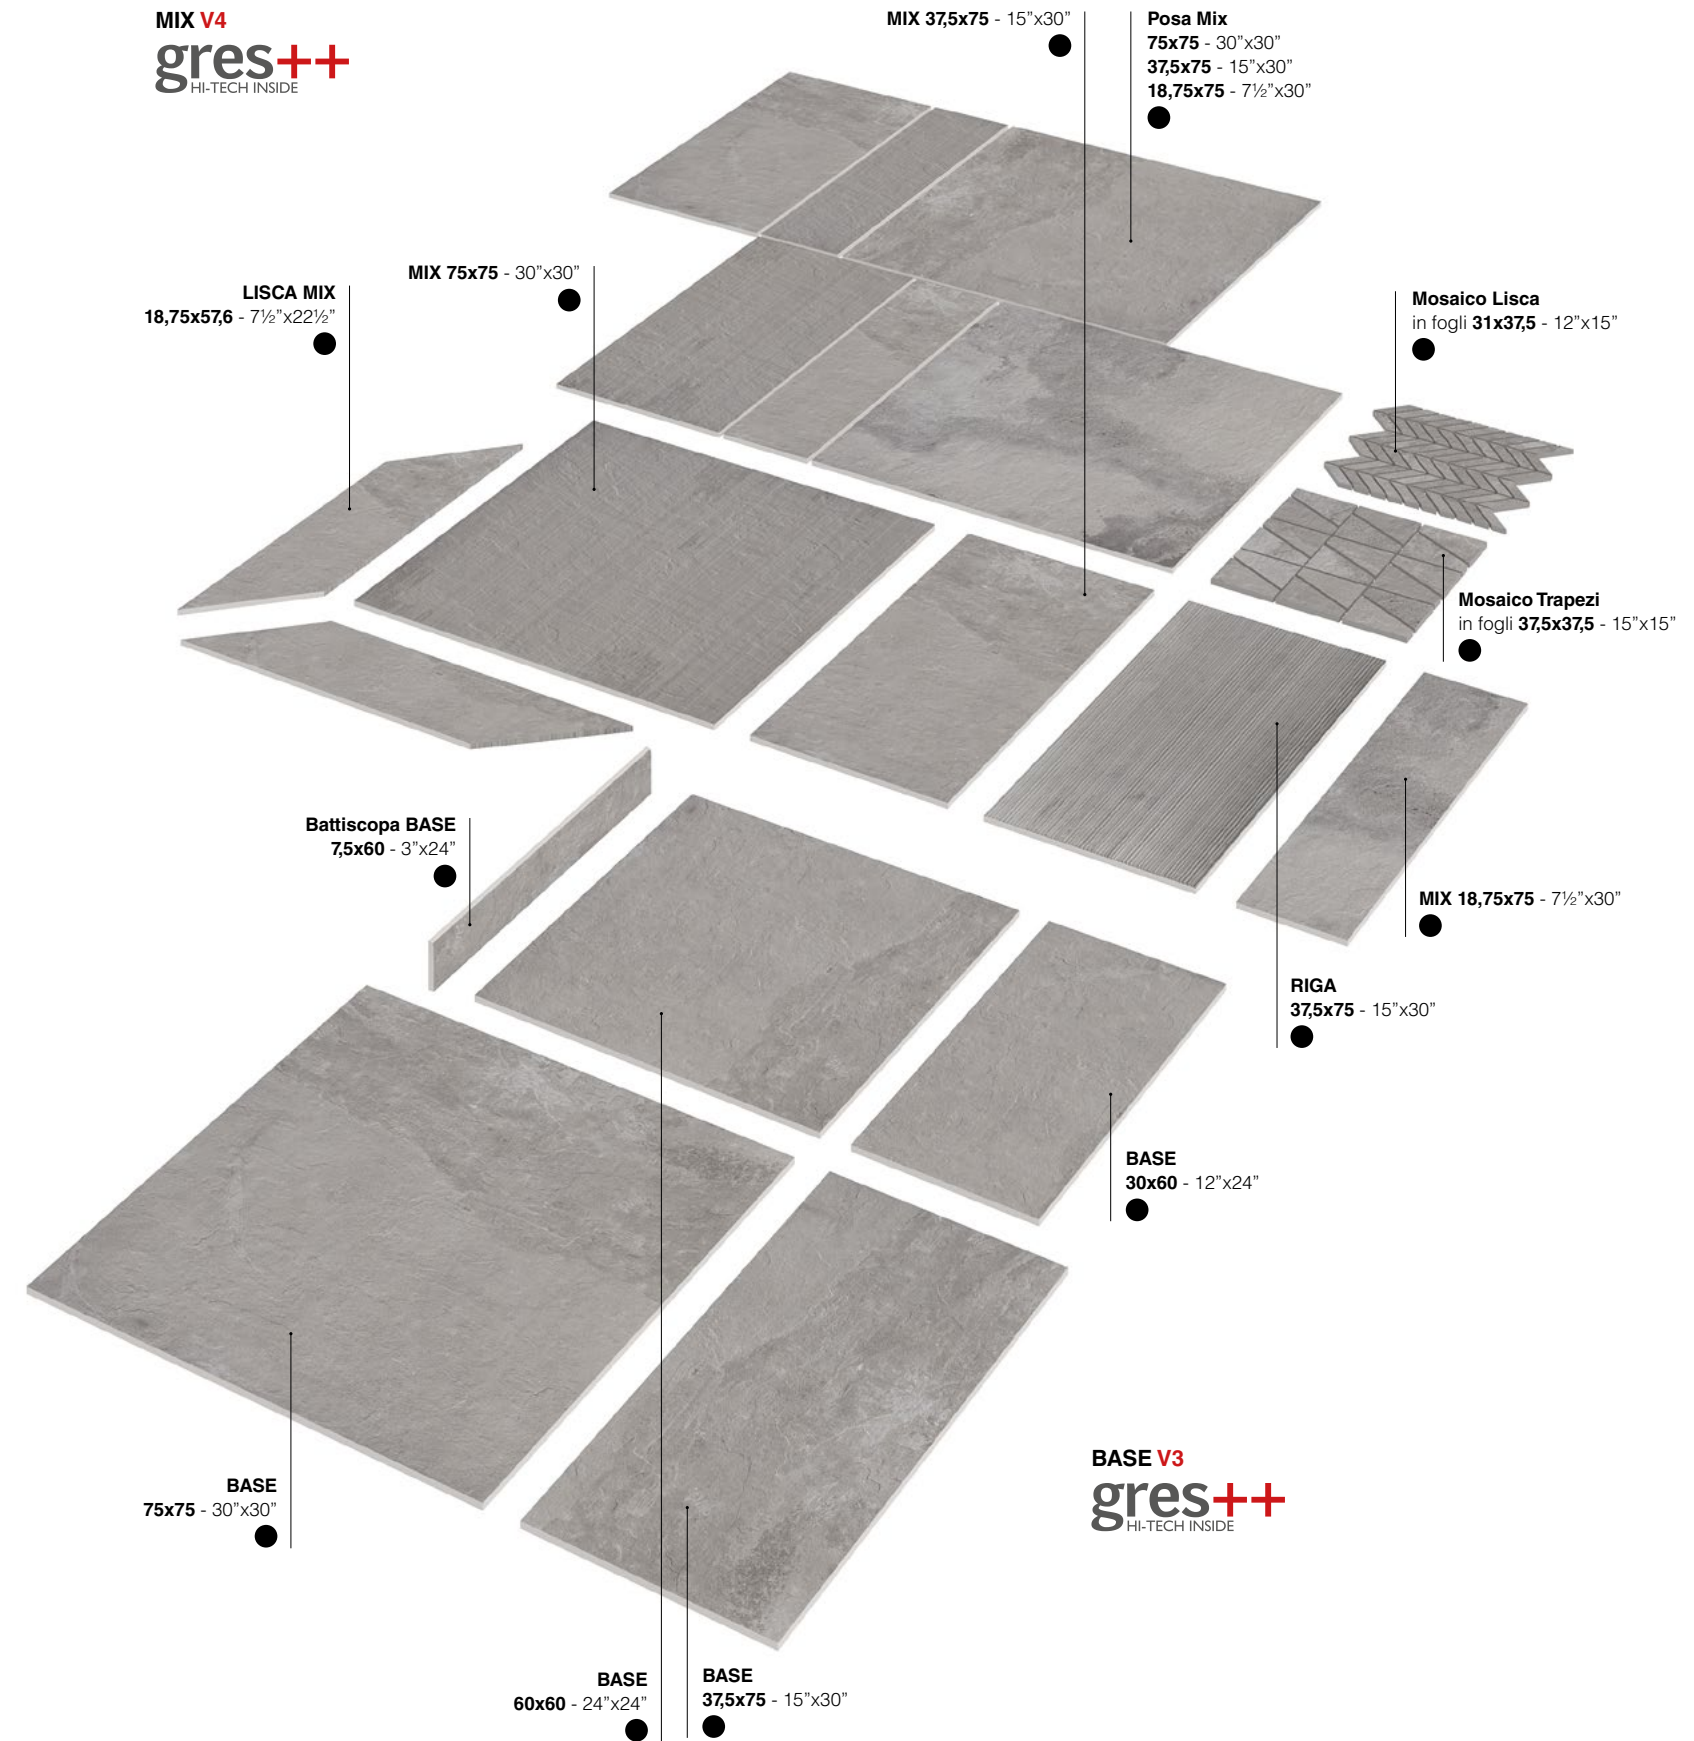 MIX V4
gres++
HI-TECH INSIDE
MIX 37,5x75 - 15”x30”
Posa Mix
75x75 - 30”x30”
37,5x75 - 15”x30”
18,75x75 - 7½”x30”
MIX 75x75 - 30”x30”
LISCA MIX
18,75x57,6 - 7½”x22½”
Mosaico Lisca
in fogli 31x37,5 - 12”x15”
Mosaico Trapezi
in fogli 37,5x37,5 - 15”x15”
Battiscopa BASE
7,5x60 - 3”x24”
MIX 18,75x75 - 7½”x30”
RIGA
37,5x75 - 15”x30”
BASE
30x60 - 12”x24”
BASE V3
gres++
HI-TECH INSIDE
BASE
75x75 - 30”x30”
BASE
60x60 - 24”x24”
BASE
37,5x75 - 15”x30”